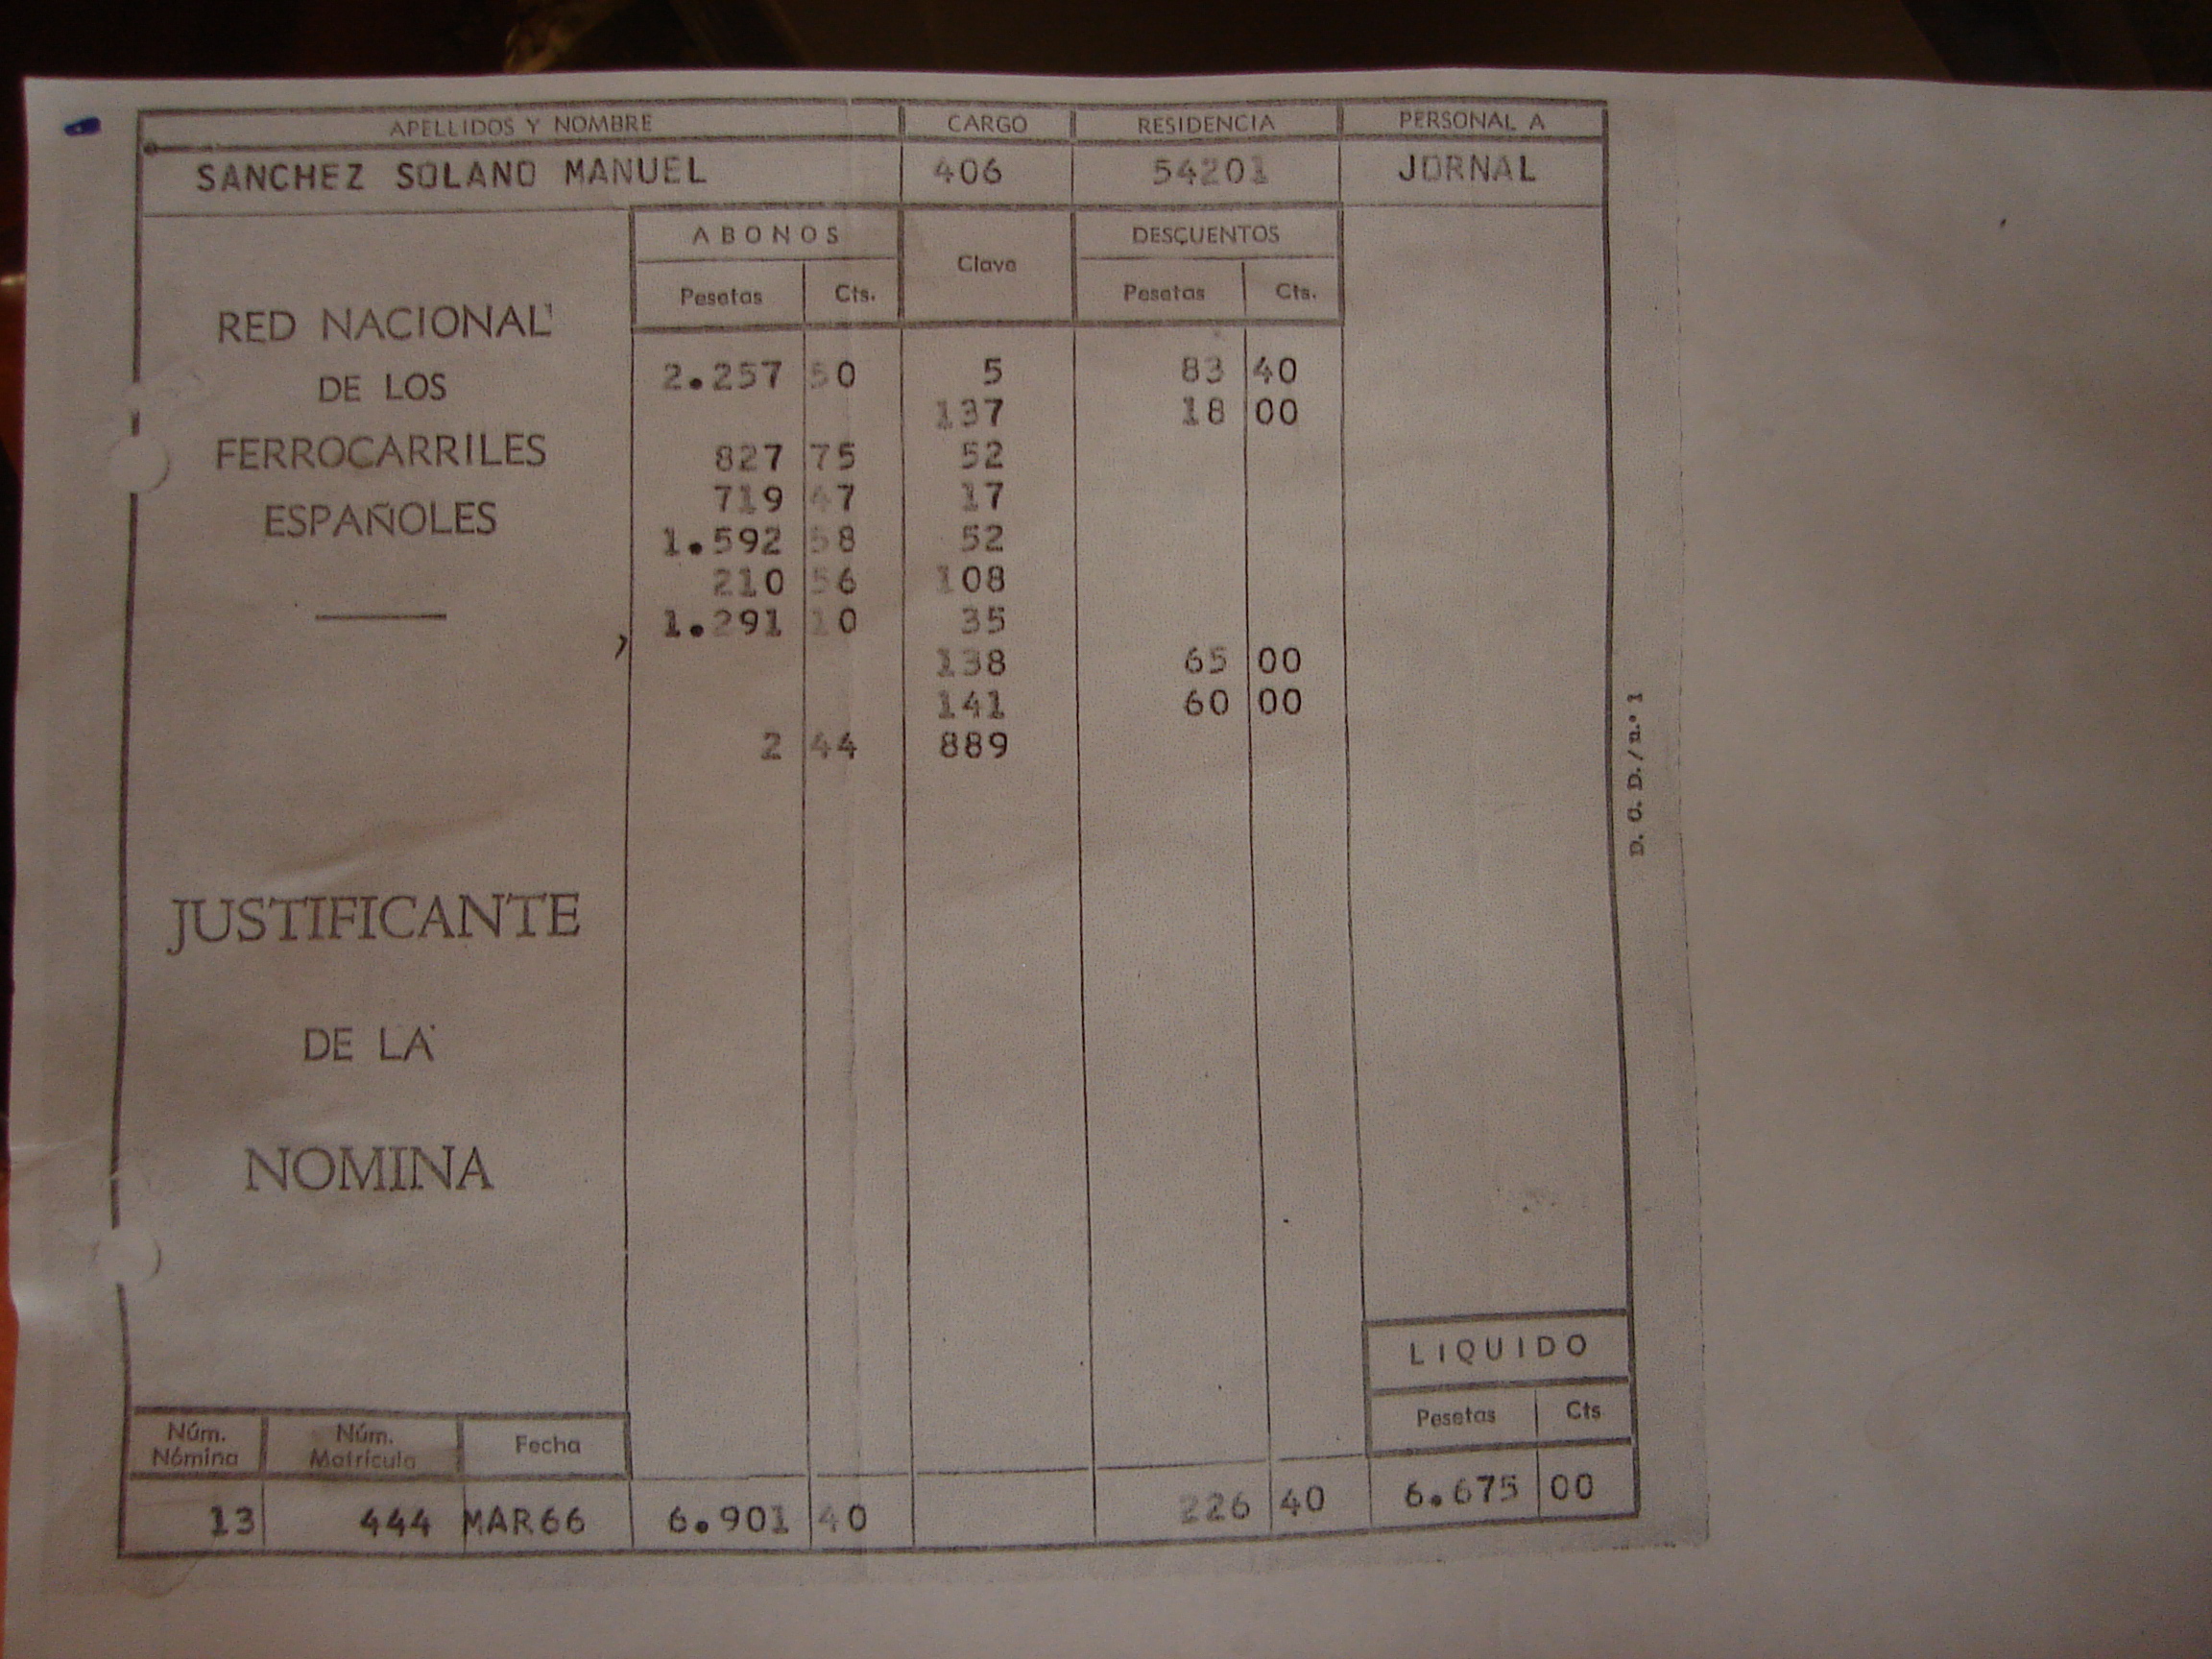 APELLIDOS Y NOMBRE CARGO RESIDENCIA PERSONAL A
SANCHEZ SOLANO MANUEL 406 54201 JORNAL
ABONOS Clave DESCUENTOS
Pesetas Cts. Pesetas Cts.
RED NACIONAL
DE LOS
FERROCARRILES
ESPAÑOLES
2.257 50 5 83 40
137 18 00
827 75 52
719 47 17
1.592 58 52
210 56 108
1.291 10 35
138 65 00
141 60 00
2 44 889
JUSTIFICANTE
DE LA
NOMINA
D. O. D. / n.º 1
LIQUIDO
Pesetas Cts
Núm. Nómina Núm. Matrícula Fecha
13 444 MAR66 6.901 40 226 40 6.675 00